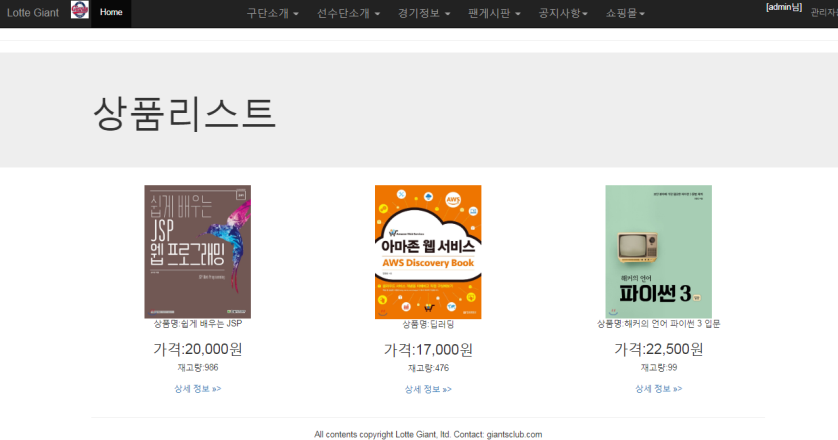 Lotte Giant Home 구단소개 선수단소개 경기정보 팬게시판 공지사항 쇼핑몰 [admin님] 관리자
상품리스트
쉽게 배우는
JSP
웹 프로그래밍
상품명:쉽게 배우는 JSP
가격:20,000원
재고량:986
상세 정보 »>
AWS
아마존 웹 서비스
AWS Discovery Book
상품명:딥러딩
가격:17,000원
재고량:476
상세 정보 »>
해커의 언어
파이썬 3
상품명:해커의 언어 파이썬 3 입문
가격:22,500원
재고량:99
상세 정보 »>
All contents copyright Lotte Giant, ltd. Contact: giantsclub.com